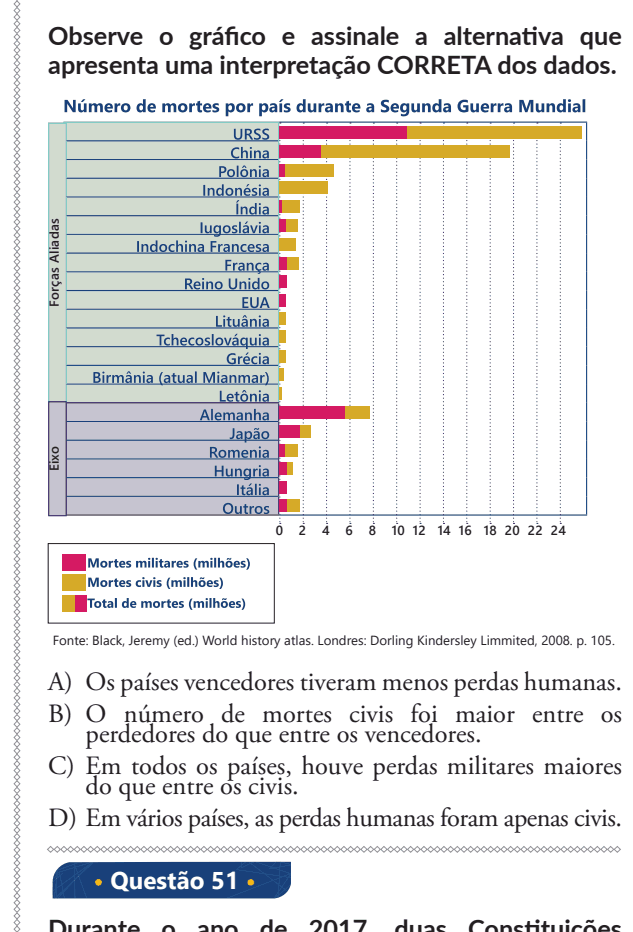 Observe o gráfico e assinale a alternativa que
apresenta uma interpretação CORRETA dos dados.
Número de mortes por país durante a Segunda Guerra Mundial
Forças Aliadas
URSS
China
Polônia
Indonésia
Índia
Iugoslávia
Indochina Francesa
França
Reino Unido
EUA
Lituânia
Tchecoslováquia
Grécia
Birmânia (atual Mianmar)
Letônia
Eixo
Alemanha
Japão
Romenia
Hungria
Itália
Outros
0 2 4 6 8 10 12 14 16 18 20 22 24
Mortes militares (milhões)
Mortes civis (milhões)
Total de mortes (milhões)
Fonte: Black, Jeremy (ed.) World history atlas. Londres: Dorling Kindersley Limmited, 2008. p. 105.
A) Os países vencedores tiveram menos perdas humanas.
B) O número de mortes civis foi maior entre os
perdedores do que entre os vencedores.
C) Em todos os países, houve perdas militares maiores
do que entre os civis.
D) Em vários países, as perdas humanas foram apenas civis.
• Questão 51 •
Durante o ano de 2017, duas Constituições